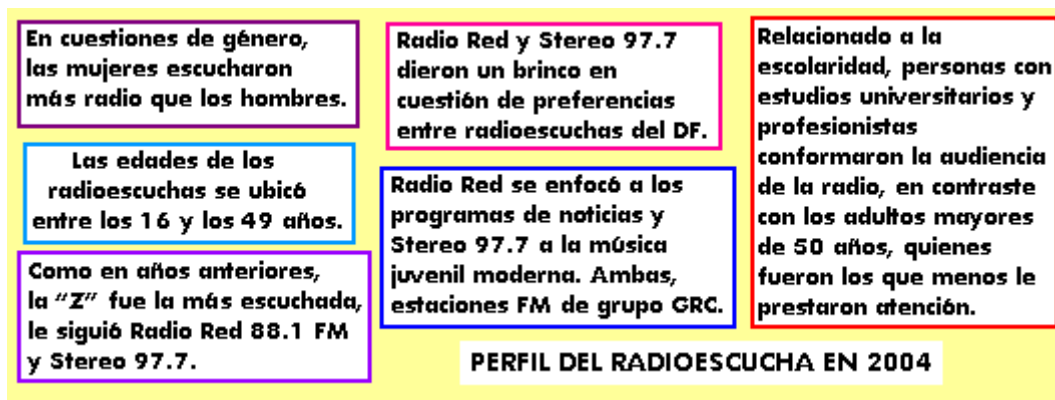 En cuestiones de género,
las mujeres escucharon
más radio que los hombres.
Las edades de los
radioescuchas se ubicó
entre los 16 y los 49 años.
Como en años anteriores,
la "Z" fue la más escuchada,
le siguió Radio Red 88.1 FM
y Stereo 97.7.
Radio Red y Stereo 97.7
dieron un brinco en
cuestión de preferencias
entre radioescuchas del DF.
Radio Red se enfocó a los
programas de noticias y
Stereo 97.7 a la música
juvenil moderna. Ambas,
estaciones FM de grupo GRC.
Relacionado a la
escolaridad, personas con
estudios universitarios y
profesionistas
conformaron la audiencia
de la radio, en contraste
con los adultos mayores
de 50 años, quienes
fueron los que menos le
prestaron atención.
PERFIL DEL RADIOESCUCHA EN 2004